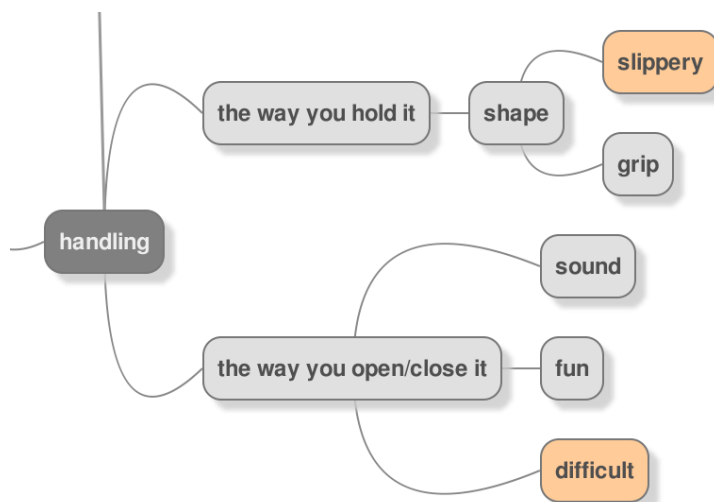 slippery
the way you hold it
shape
grip
handling
sound
the way you open/close it
fun
difficult